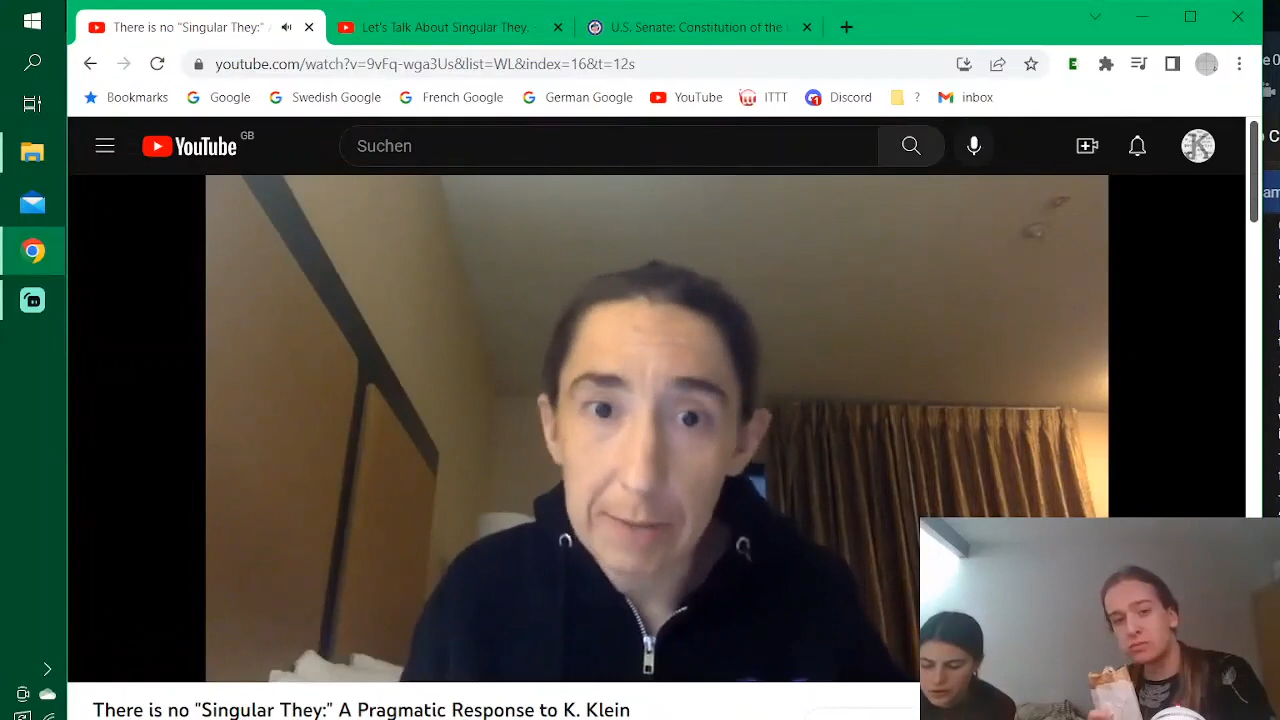 There is no "Singular They:"
Let's Talk About Singular They.
U.S. Senate: Constitution of the
youtube.com/watch?v=9vFq-wga3Us&list=WL&index=16&t=12s
Bookmarks
Google
Swedish Google
French Google
German Google
YouTube
ITTT
Discord
?
inbox
YouTube GB
Suchen
There is no "Singular They:" A Pragmatic Response to K. Klein